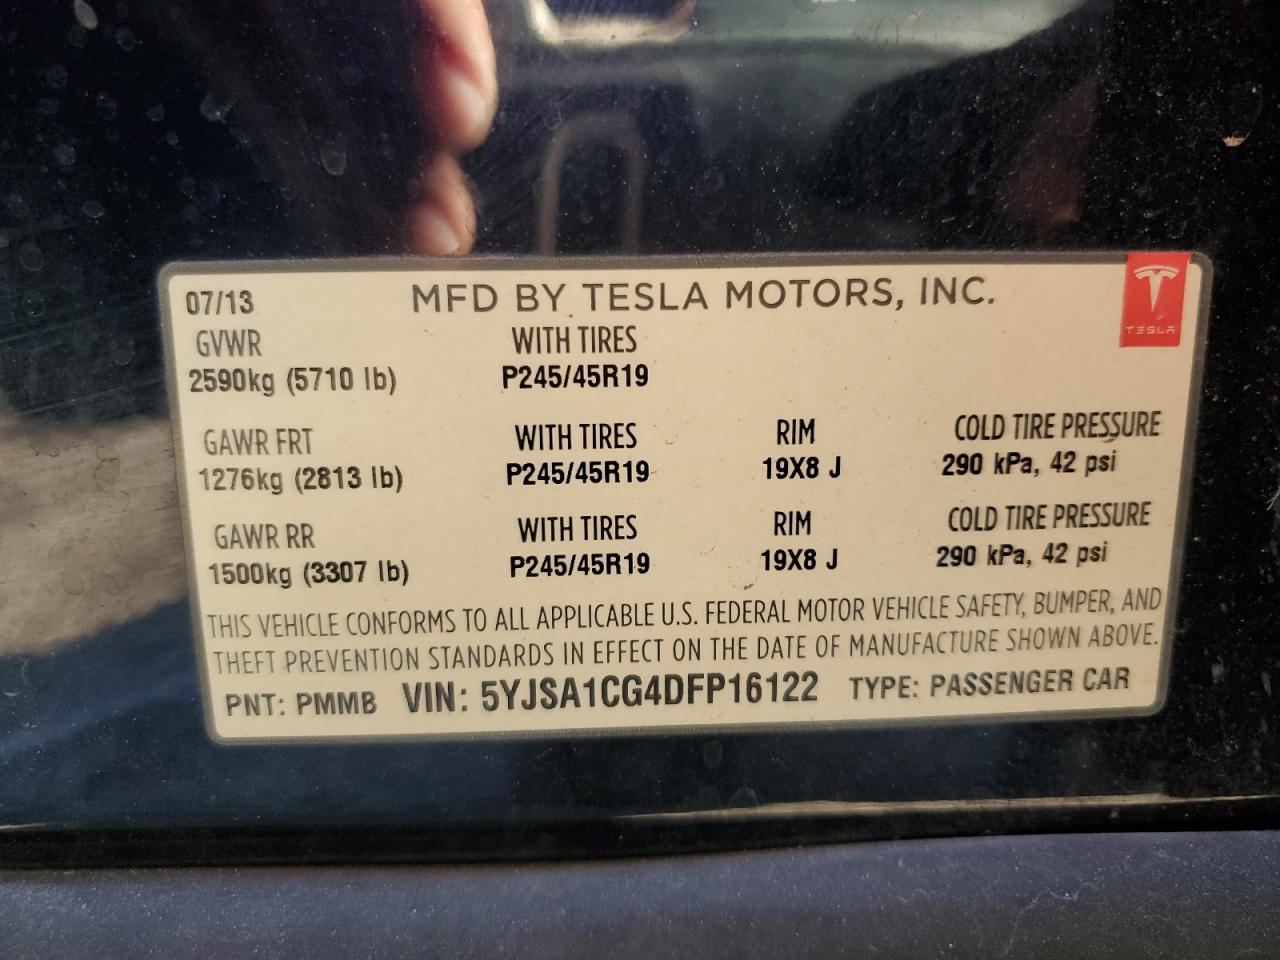 07/13 MFD BY TESLA MOTORS, INC.
TESLA
GVWR WITH TIRES
2590kg (5710 lb) P245/45R19
GAWR FRT WITH TIRES RIM COLD TIRE PRESSURE
1276kg (2813 lb) P245/45R19 19X8 J 290 kPa, 42 psi
GAWR RR WITH TIRES RIM COLD TIRE PRESSURE
1500kg (3307 lb) P245/45R19 19X8 J 290 kPa, 42 psi
THIS VEHICLE CONFORMS TO ALL APPLICABLE U.S. FEDERAL MOTOR VEHICLE SAFETY, BUMPER, AND
THEFT PREVENTION STANDARDS IN EFFECT ON THE DATE OF MANUFACTURE SHOWN ABOVE.
PNT: PMMB VIN: 5YJSA1CG4DFP16122 TYPE: PASSENGER CAR